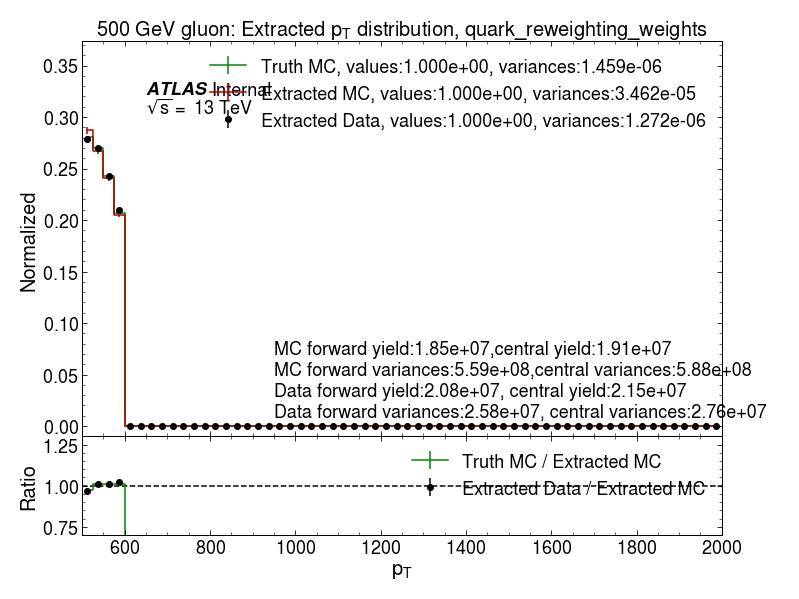 500 GeV gluon: Extracted pT distribution, quark_reweighting_weights
0.35
0.30
0.25
0.20
0.15
0.10
0.05
0.00
Normalized
ATLAS Internal
√s = 13 TeV
Truth MC, values:1.000e+00, variances:1.459e-06
Extracted MC, values:1.000e+00, variances:3.462e-05
Extracted Data, values:1.000e+00, variances:1.272e-06
MC forward yield:1.85e+07,central yield:1.91e+07
MC forward variances:5.59e+08,central variances:5.88e+08
Data forward yield:2.08e+07, central yield:2.15e+07
Data forward variances:2.58e+07, central variances:2.76e+07
1.25
1.00
0.75
Ratio
Truth MC / Extracted MC
Extracted Data / Extracted MC
600 800 1000 1200 1400 1600 1800 2000
pT